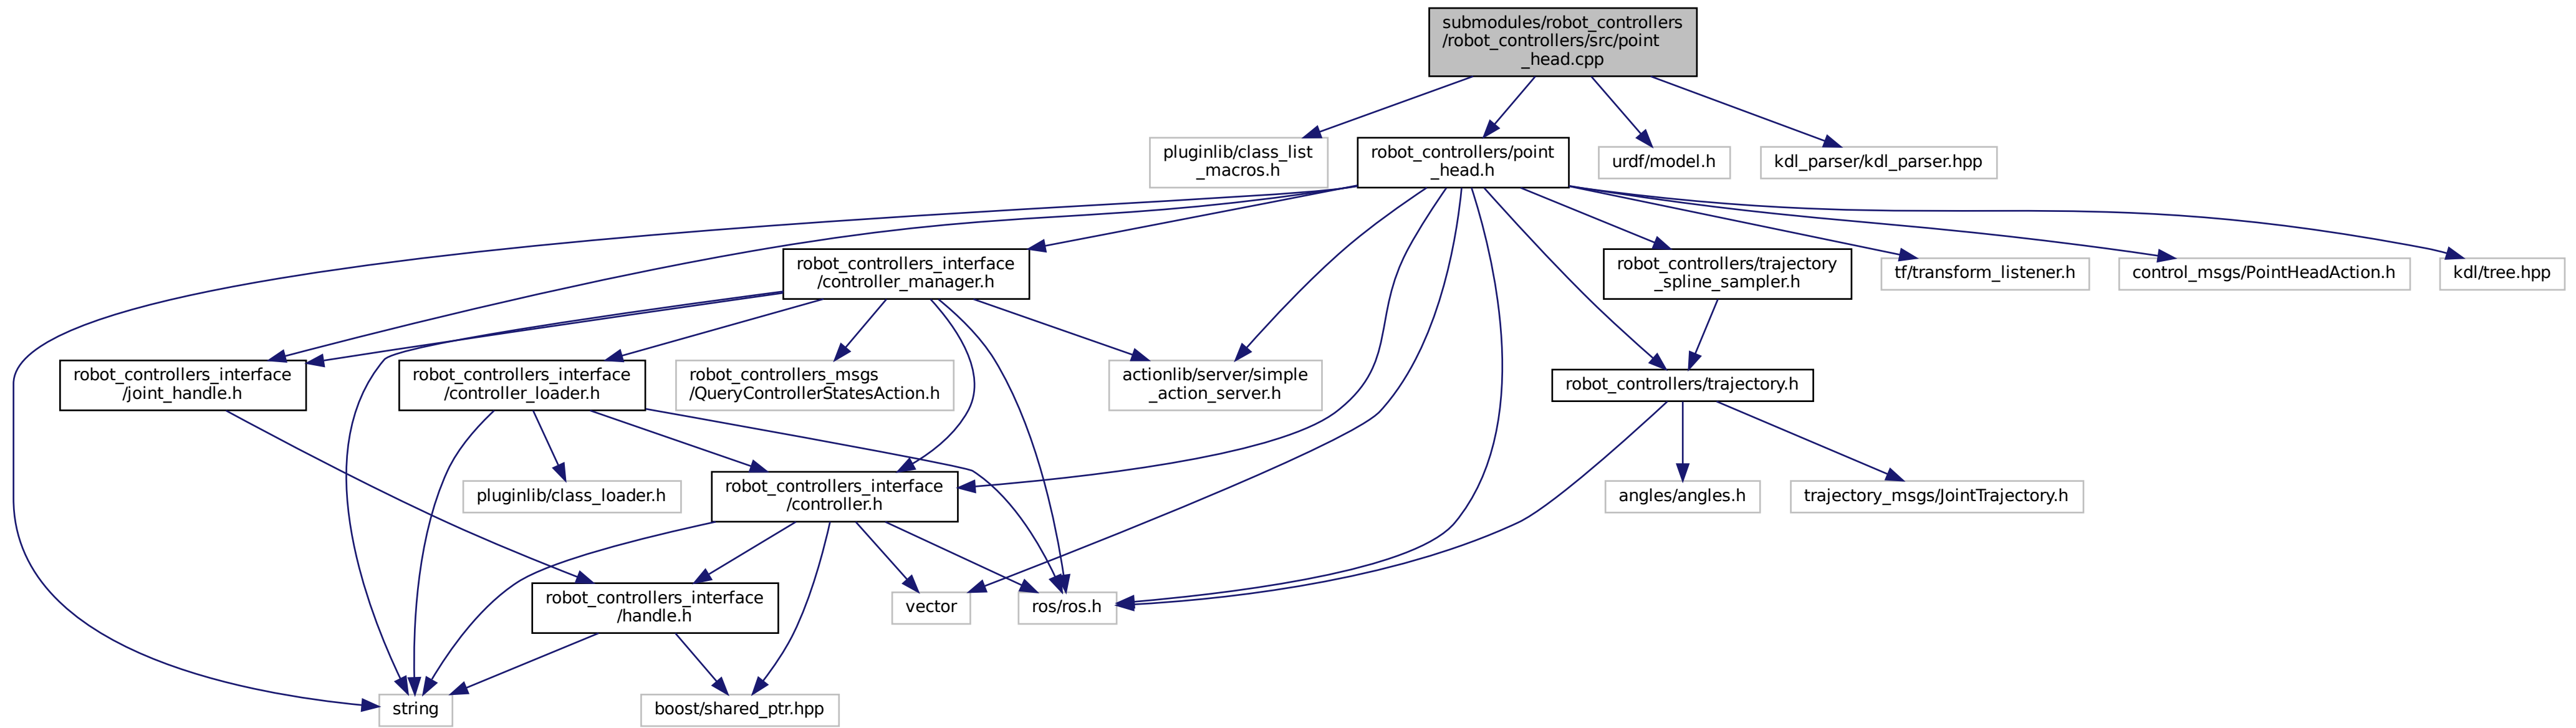 submodules/robot_controllers
/robot_controllers/src/point
_head.cpp
pluginlib/class_list
_macros.h
robot_controllers/point
_head.h
urdf/model.h
kdl_parser/kdl_parser.hpp
robot_controllers_interface
/controller_manager.h
robot_controllers/trajectory
_spline_sampler.h
tf/transform_listener.h
control_msgs/PointHeadAction.h
kdl/tree.hpp
robot_controllers_interface
/joint_handle.h
robot_controllers_interface
/controller_loader.h
robot_controllers_msgs
/QueryControllerStatesAction.h
actionlib/server/simple
_action_server.h
robot_controllers/trajectory.h
pluginlib/class_loader.h
robot_controllers_interface
/controller.h
angles/angles.h
trajectory_msgs/JointTrajectory.h
robot_controllers_interface
/handle.h
vector
ros/ros.h
string
boost/shared_ptr.hpp